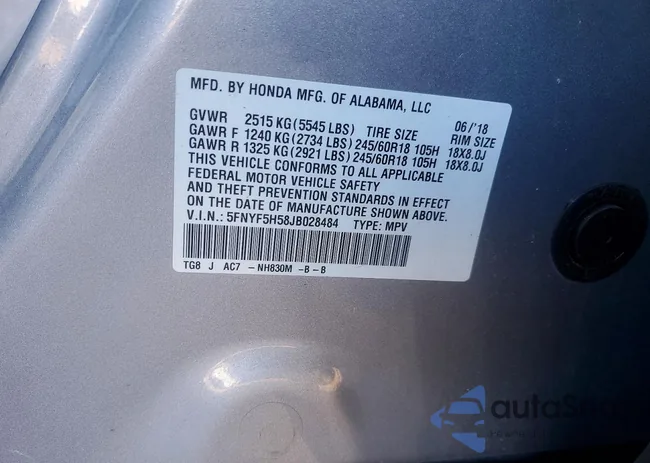 MFD. BY HONDA MFG. OF ALABAMA, LLC
GVWR 2515 KG(5545 LBS) TIRE SIZE 06/'18 RIM SIZE
GAWR F 1240 KG(2734 LBS)245/60R18 105H 18X8.0J
GAWR R 1325 KG(2921 LBS)245/60R18 105H 18X8.0J
THIS VEHICLE CONFORMS TO ALL APPLICABLE
FEDERAL MOTOR VEHICLE SAFETY
AND THEFT PREVENTION STANDARDS IN EFFECT
ON THE DATE OF MANUFACTURE SHOWN ABOVE.
V.I.N.: 5FNYF5H58JB028484 TYPE: MPV
TG8 J AC7 -NH830M -B-B